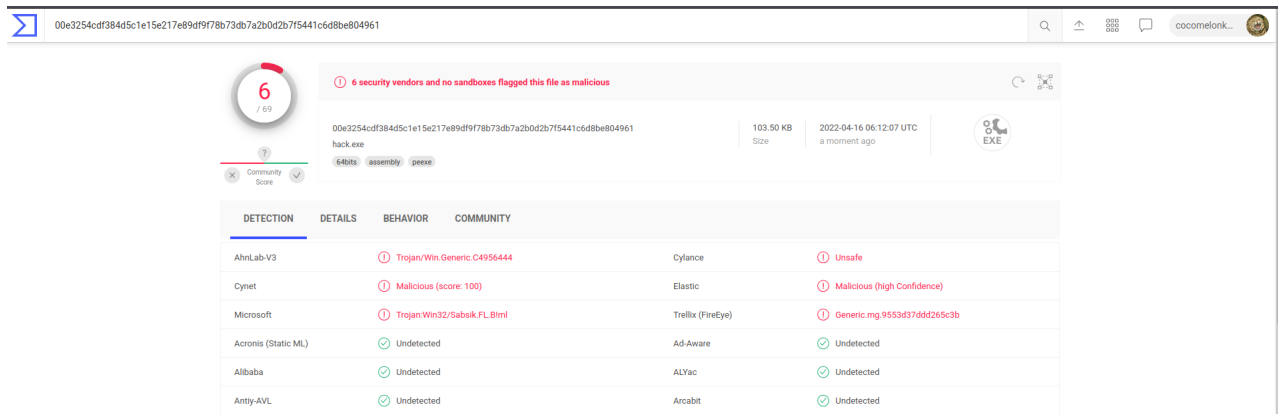 00e3254cdf384d5c1e15e217e89df9f78b73db7a2b0d2b7f5441c6d8be804961
cocomelonk...
6
/ 69
6 security vendors and no sandboxes flagged this file as malicious
00e3254cdf384d5c1e15e217e89df9f78b73db7a2b0d2b7f5441c6d8be804961
hack.exe
64bits assembly peexe
103.50 KB
Size
2022-04-16 06:12:07 UTC
a moment ago
EXE
?
Community
Score
DETECTION DETAILS BEHAVIOR COMMUNITY
AhnLab-V3 Trojan/Win.Generic.C4956444 Cylance Unsafe
Cynet Malicious (score: 100) Elastic Malicious (high Confidence)
Microsoft Trojan:Win32/Sabsik.FL.B!ml Trellix (FireEye) Generic.mg.9553d37ddd265c3b
Acronis (Static ML) Undetected Ad-Aware Undetected
Alibaba Undetected ALYac Undetected
Antiy-AVL Undetected Arcabit Undetected